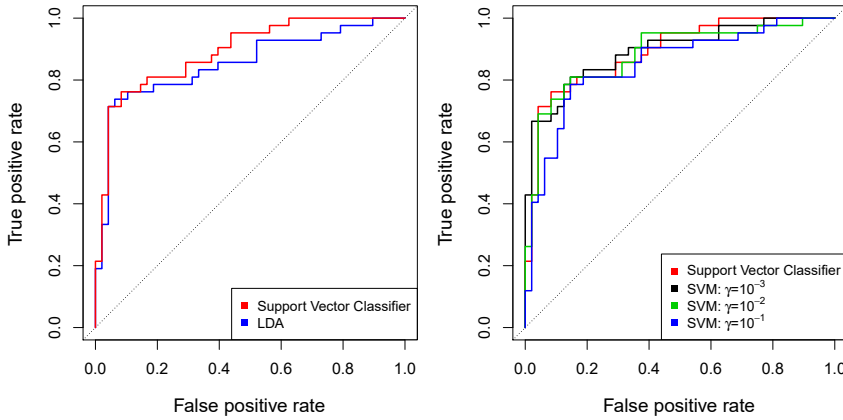 True positive rate
1.0
0.8
0.6
0.4
0.2
0.0
Support Vector Classifier
LDA
0.0 0.2 0.4 0.6 0.8 1.0
False positive rate
True positive rate
1.0
0.8
0.6
0.4
0.2
0.0
Support Vector Classifier
SVM: γ=10⁻³
SVM: γ=10⁻²
SVM: γ=10⁻¹
0.0 0.2 0.4 0.6 0.8 1.0
False positive rate